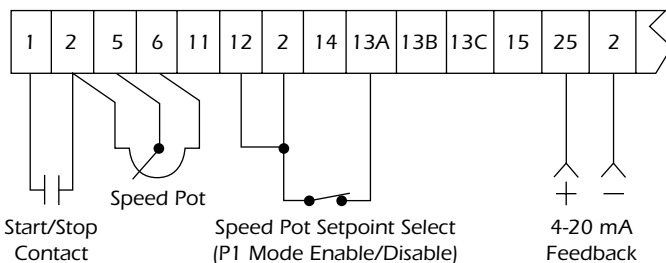 1 2 5 6 11 12 2 14 13A 13B 13C 15 25 2
Speed Pot
+ −
Start/Stop
Contact
Speed Pot Setpoint Select
(P1 Mode Enable/Disable)
4-20 mA
Feedback